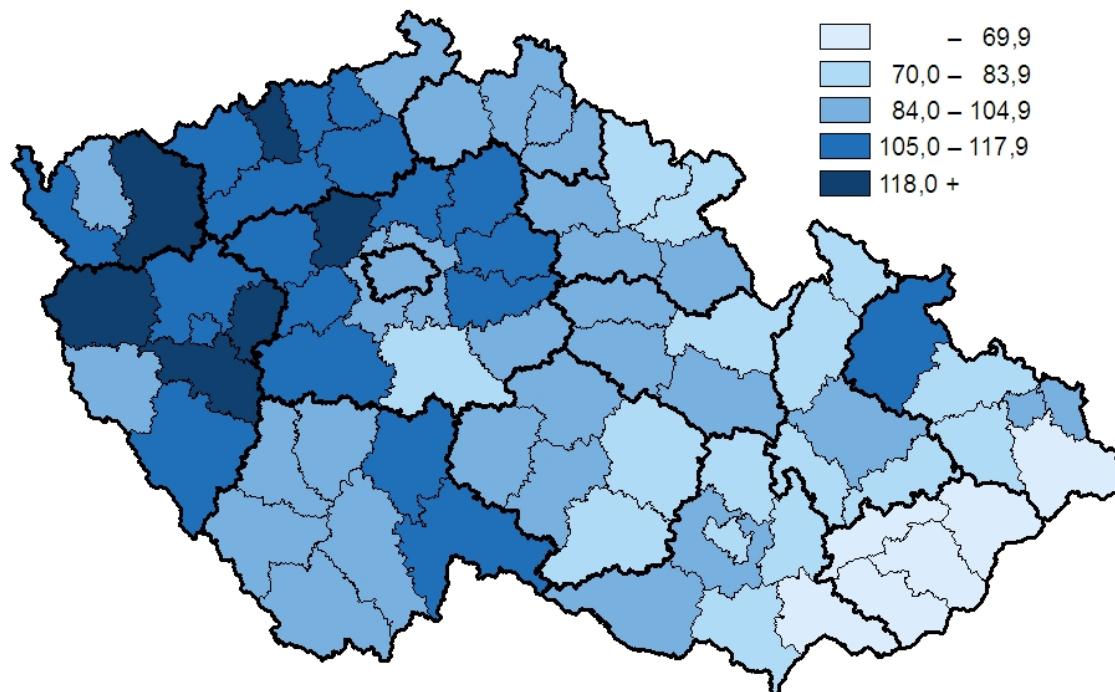 – 69,9
70,0 – 83,9
84,0 – 104,9
105,0 – 117,9
118,0 +